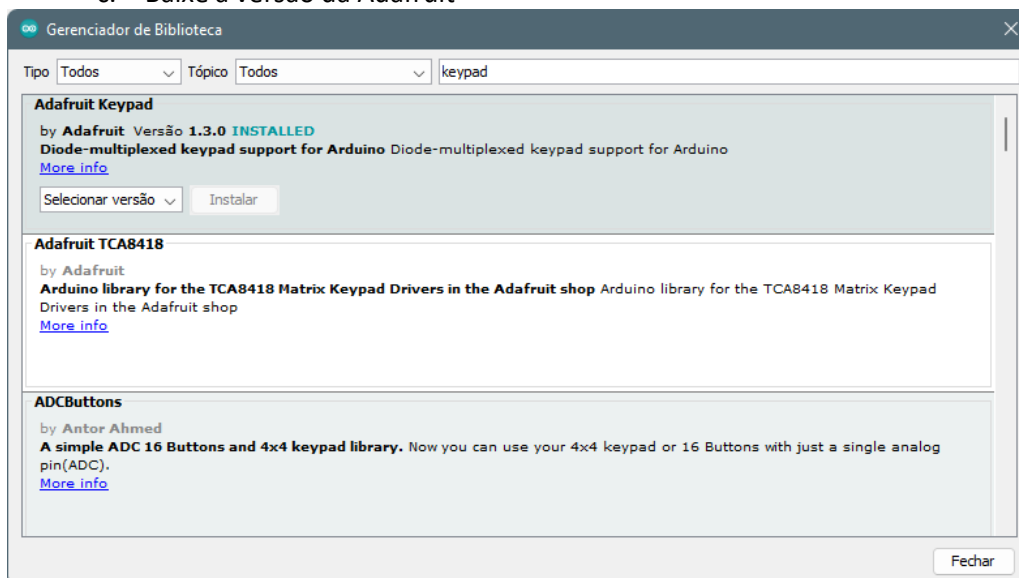 c. Baixe a versão da Adafruit
Gerenciador de Biblioteca
Tipo Todos Tópico Todos keypad
Adafruit Keypad
by Adafruit Versão 1.3.0 INSTALLED
Diode-multiplexed keypad support for Arduino Diode-multiplexed keypad support for Arduino
More info
Selecionar versão Instalar
Adafruit TCA8418
by Adafruit
Arduino library for the TCA8418 Matrix Keypad Drivers in the Adafruit shop Arduino library for the TCA8418 Matrix Keypad
Drivers in the Adafruit shop
More info
ADCButtons
by Antor Ahmed
A simple ADC 16 Buttons and 4x4 keypad library. Now you can use your 4x4 keypad or 16 Buttons with just a single analog
pin(ADC).
More info
Fechar